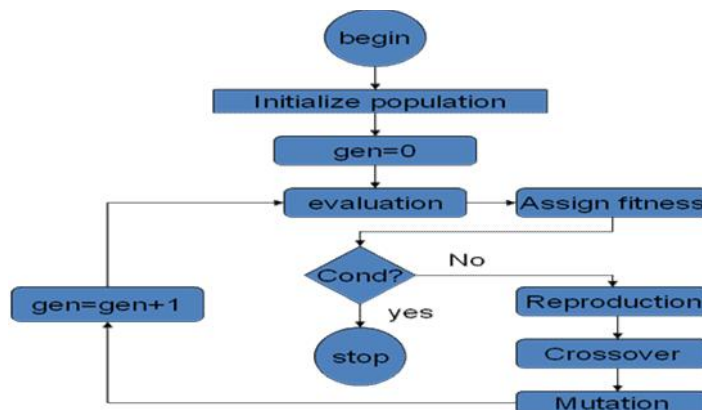 begin
Initialize population
gen=0
evaluation
Assign fitness
Cond?
No
yes
stop
Reproduction
Crossover
Mutation
gen=gen+1